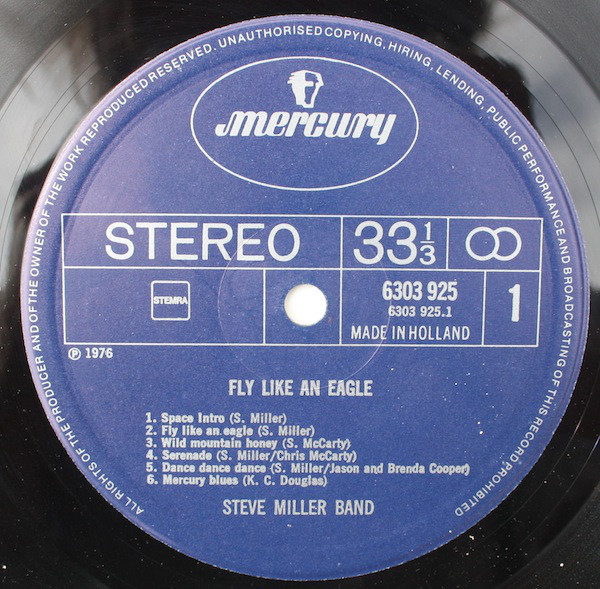 ALL RIGHTS OF THE PRODUCER AND OF THE OWNER OF THE WORK REPRODUCED RESERVED. UNAUTHORISED COPYING, HIRING, LENDING, PUBLIC PERFORMANCE AND BROADCASTING OF THIS RECORD PROHIBITED
mercury
STEREO
33 1/3
STEMRA
6303 925
6303 925.1
MADE IN HOLLAND
1
℗ 1976
FLY LIKE AN EAGLE
1. Space Intro (S. Miller)
2. Fly like an eagle (S. Miller)
3. Wild mountain honey (S. McCarty)
4. Serenade (S. Miller/Chris McCarty)
5. Dance dance dance (S. Miller/Jason and Brenda Cooper)
6. Mercury blues (K. C. Douglas)
STEVE MILLER BAND